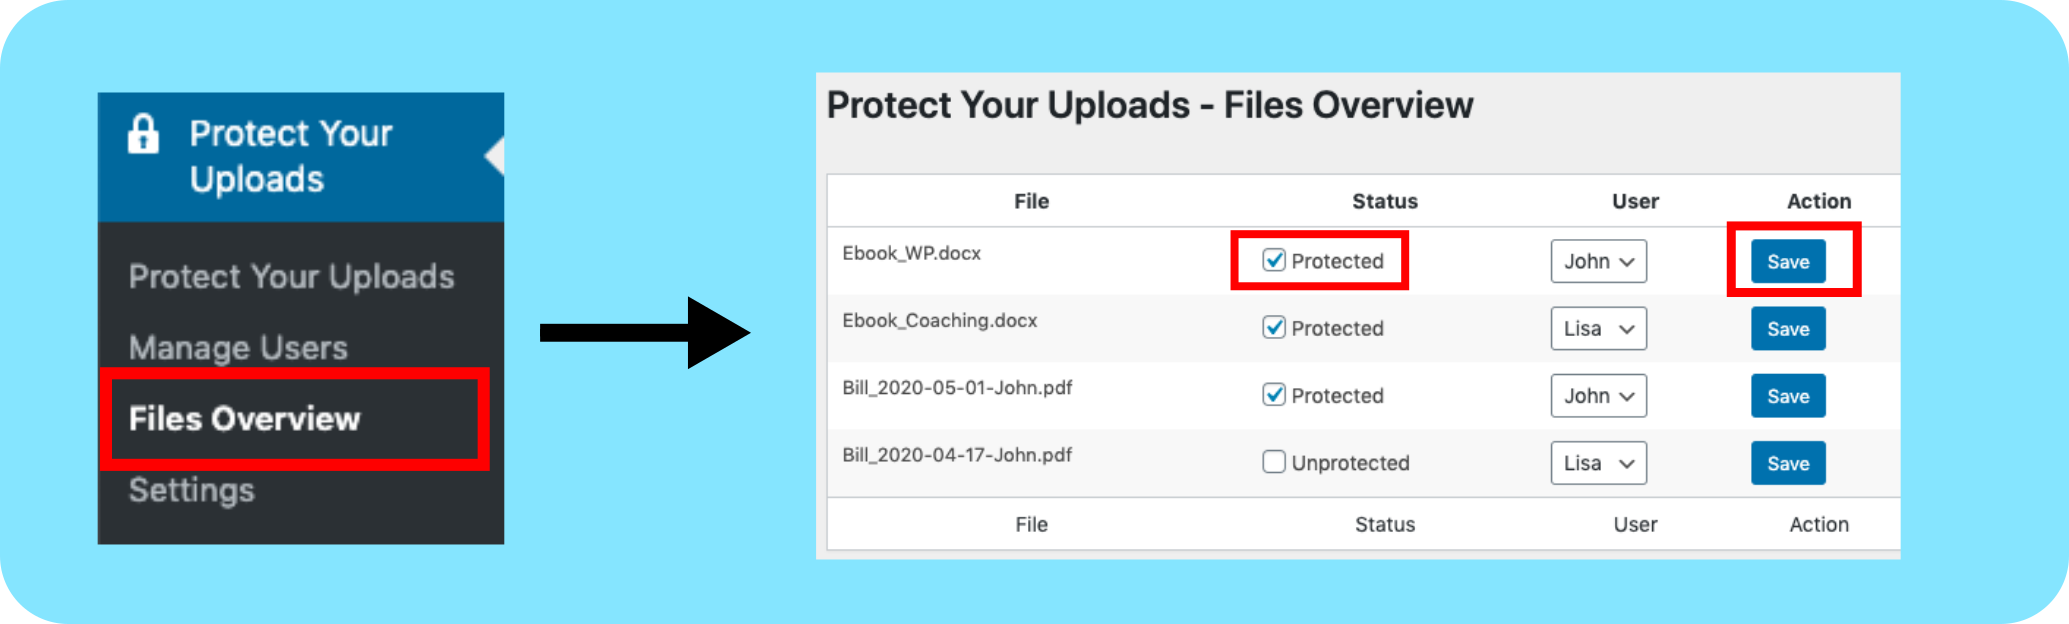 Protect Your
Uploads
Protect Your Uploads
Manage Users
Files Overview
Settings
Protect Your Uploads - Files Overview
File Status User Action
Ebook_WP.docx Protected John Save
Ebook_Coaching.docx Protected Lisa Save
Bill_2020-05-01-John.pdf Protected John Save
Bill_2020-04-17-John.pdf Unprotected Lisa Save
File Status User Action